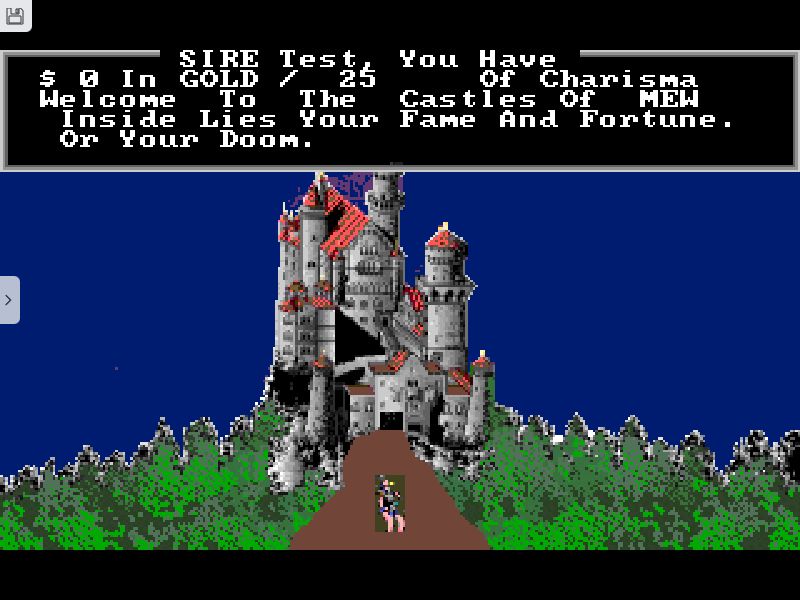 SIRE Test, You Have
$ 0 In GOLD / 25 Of Charisma
Welcome To The Castles Of MEW
Inside Lies Your Fame And Fortune.
Or Your Doom.